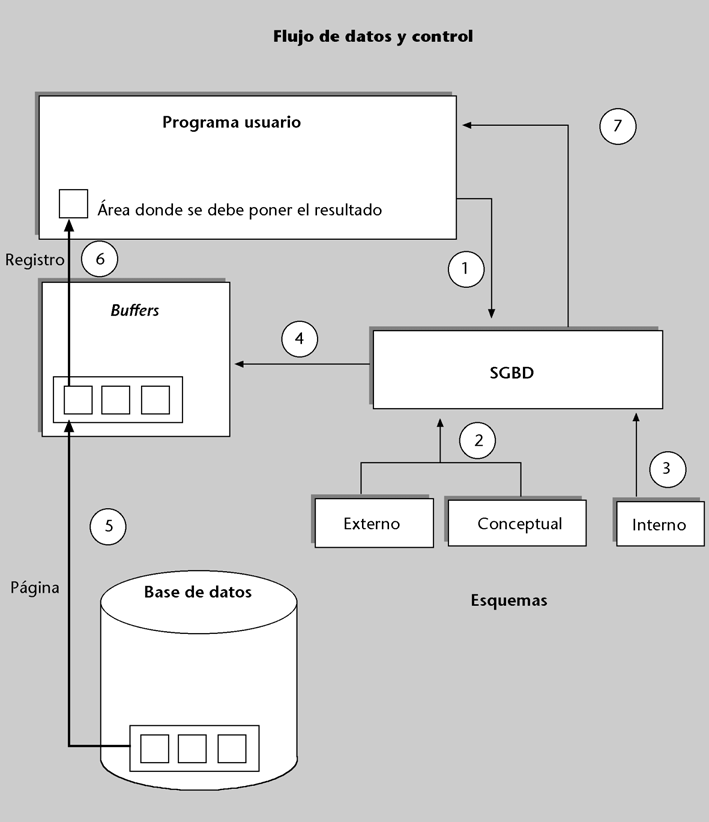 Flujo de datos y control
Programa usuario
7
Área donde se debe poner el resultado
Registro
6
1
Buffers
4
SGBD
2
3
Externo
Conceptual
Interno
5
Página
Base de datos
Esquemas